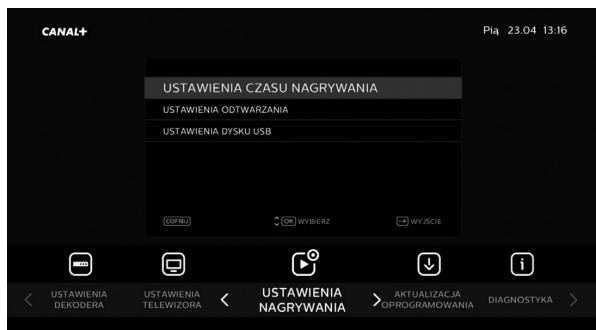 CANAL+
Pią 23.04 13:16
USTAWIENIA CZASU NAGRYWANIA
USTAWIENIA ODTWARZANIA
USTAWIENIA DYSKU USB
COFNIJ OK WYBIERZ WYJŚCIE
USTAWIENIA DEKODERA
USTAWIENIA TELEWIZORA
USTAWIENIA NAGRYWANIA
AKTUALIZACJA OPROGRAMOWANIA
DIAGNOSTYKA